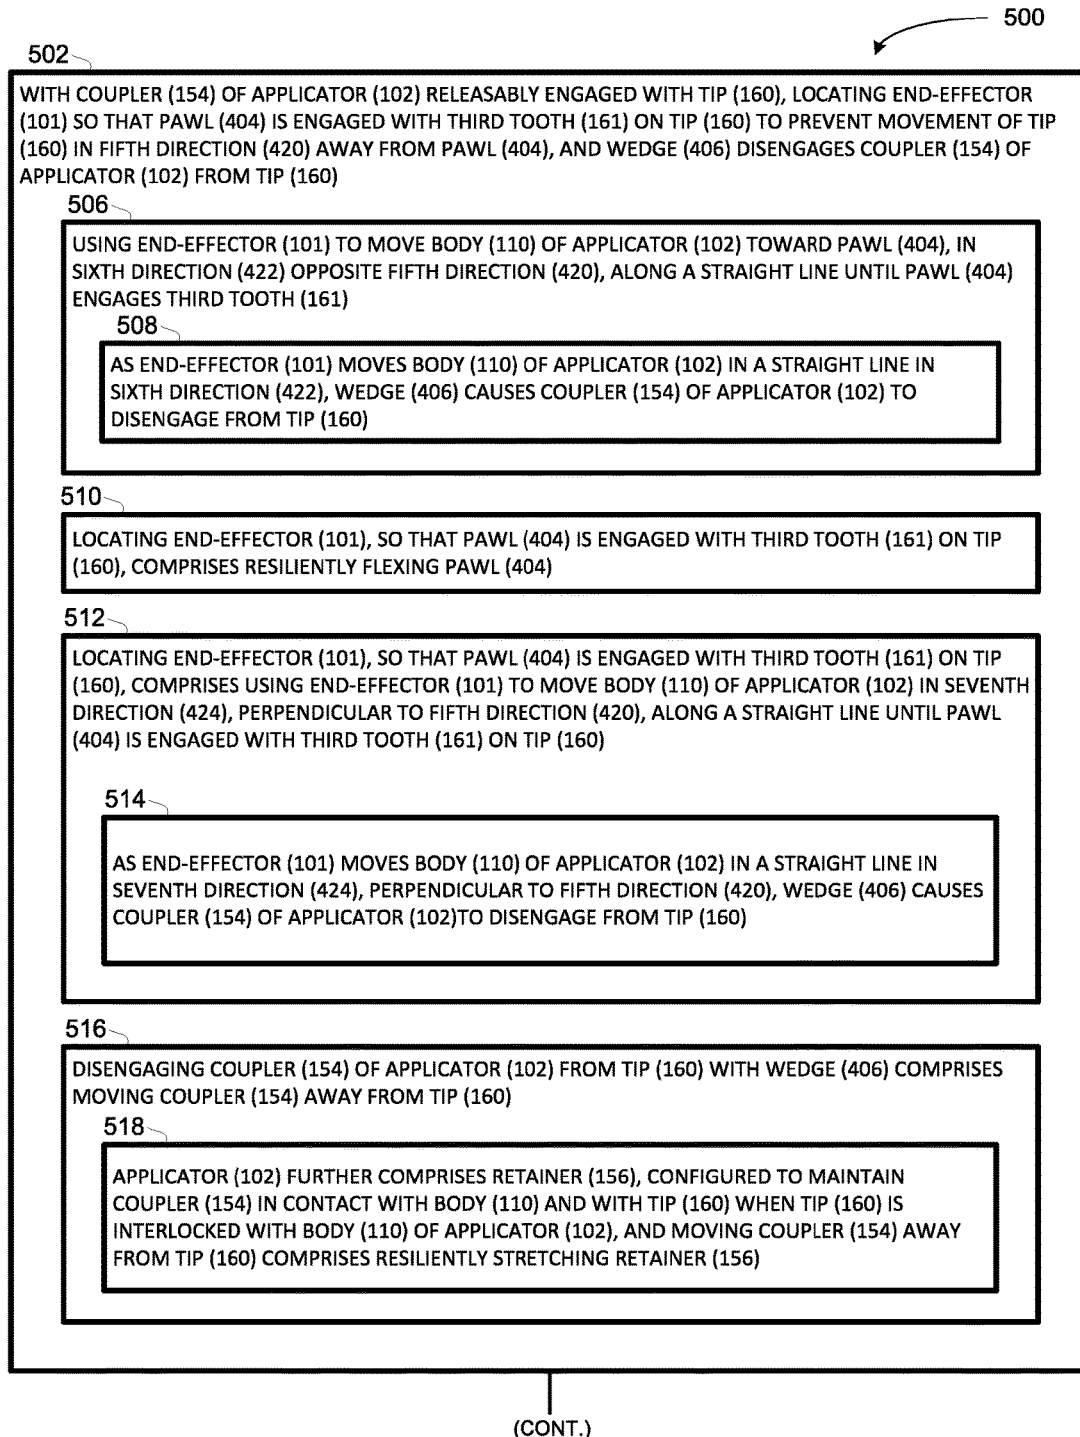 500
502
WITH COUPLER (154) OF APPLICATOR (102) RELEASABLY ENGAGED WITH TIP (160), LOCATING END-EFFECTOR
(101) SO THAT PAWL (404) IS ENGAGED WITH THIRD TOOTH (161) ON TIP (160) TO PREVENT MOVEMENT OF TIP
(160) IN FIFTH DIRECTION (420) AWAY FROM PAWL (404), AND WEDGE (406) DISENGAGES COUPLER (154) OF
APPLICATOR (102) FROM TIP (160)
506
USING END-EFFECTOR (101) TO MOVE BODY (110) OF APPLICATOR (102) TOWARD PAWL (404), IN
SIXTH DIRECTION (422) OPPOSITE FIFTH DIRECTION (420), ALONG A STRAIGHT LINE UNTIL PAWL (404)
ENGAGES THIRD TOOTH (161)
508
AS END-EFFECTOR (101) MOVES BODY (110) OF APPLICATOR (102) IN A STRAIGHT LINE IN
SIXTH DIRECTION (422), WEDGE (406) CAUSES COUPLER (154) OF APPLICATOR (102) TO
DISENGAGE FROM TIP (160)
510
LOCATING END-EFFECTOR (101), SO THAT PAWL (404) IS ENGAGED WITH THIRD TOOTH (161) ON TIP
(160), COMPRISES RESILIENTLY FLEXING PAWL (404)
512
LOCATING END-EFFECTOR (101), SO THAT PAWL (404) IS ENGAGED WITH THIRD TOOTH (161) ON TIP
(160), COMPRISES USING END-EFFECTOR (101) TO MOVE BODY (110) OF APPLICATOR (102) IN SEVENTH
DIRECTION (424), PERPENDICULAR TO FIFTH DIRECTION (420), ALONG A STRAIGHT LINE UNTIL PAWL
(404) IS ENGAGED WITH THIRD TOOTH (161) ON TIP (160)
514
AS END-EFFECTOR (101) MOVES BODY (110) OF APPLICATOR (102) IN A STRAIGHT LINE IN
SEVENTH DIRECTION (424), PERPENDICULAR TO FIFTH DIRECTION (420), WEDGE (406) CAUSES
COUPLER (154) OF APPLICATOR (102)TO DISENGAGE FROM TIP (160)
516
DISENGAGING COUPLER (154) OF APPLICATOR (102) FROM TIP (160) WITH WEDGE (406) COMPRISES
MOVING COUPLER (154) AWAY FROM TIP (160)
518
APPLICATOR (102) FURTHER COMPRISES RETAINER (156), CONFIGURED TO MAINTAIN
COUPLER (154) IN CONTACT WITH BODY (110) AND WITH TIP (160) WHEN TIP (160) IS
INTERLOCKED WITH BODY (110) OF APPLICATOR (102), AND MOVING COUPLER (154) AWAY
FROM TIP (160) COMPRISES RESILIENTLY STRETCHING RETAINER (156)
(CONT.)